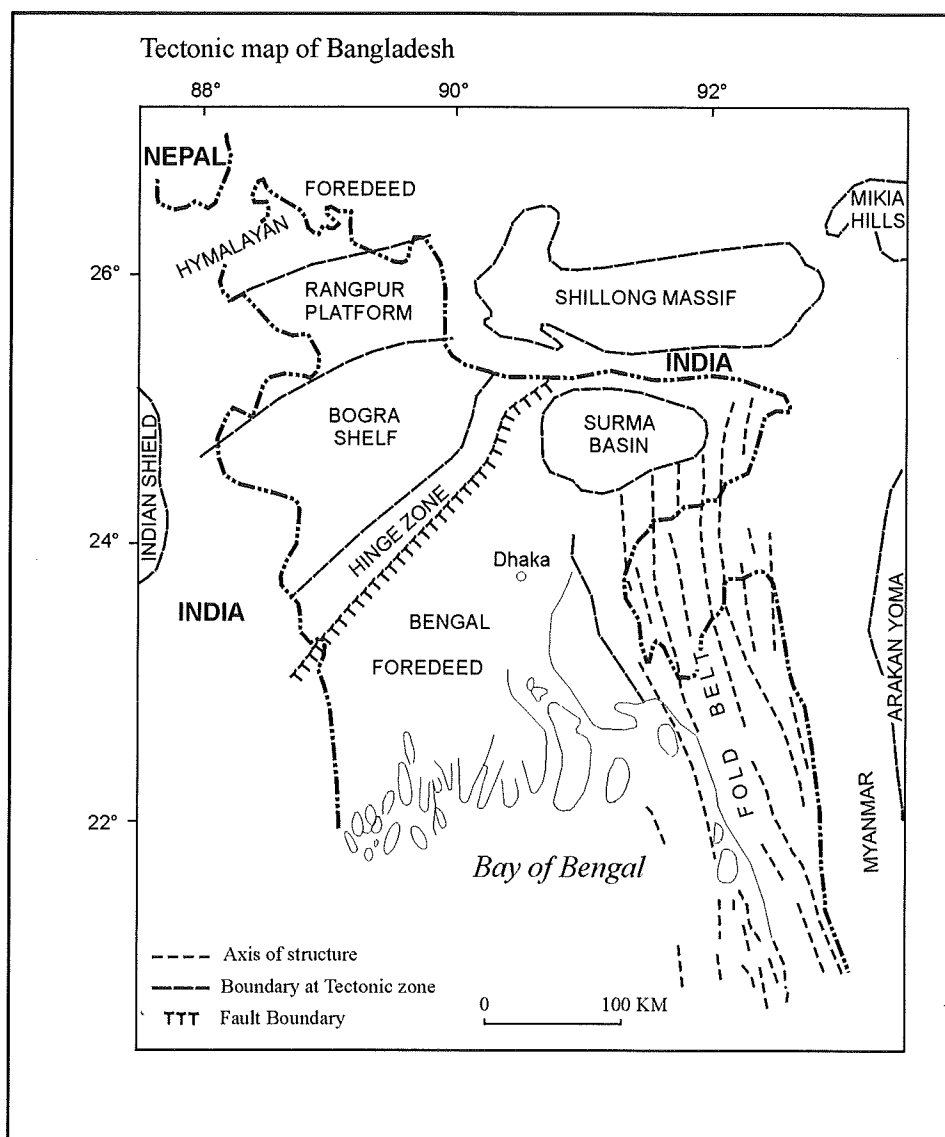 Tectonic map of Bangladesh
88°
90°
92°
NEPAL
FOREDEED
MIKIA
HILLS
HYMALAYAN
26°
RANGPUR
PLATFORM
SHILLONG MASSIF
INDIA
BOGRA
SHELF
SURMA
BASIN
INDIAN SHIELD
24°
HINGE ZONE
Dhaka
INDIA
BENGAL
FOREDEED
FOLD BELT
ARAKAN YOMA
22°
MYANMAR
Bay of Bengal
Axis of structure
Boundary at Tectonic zone
TTT Fault Boundary
0 100 KM